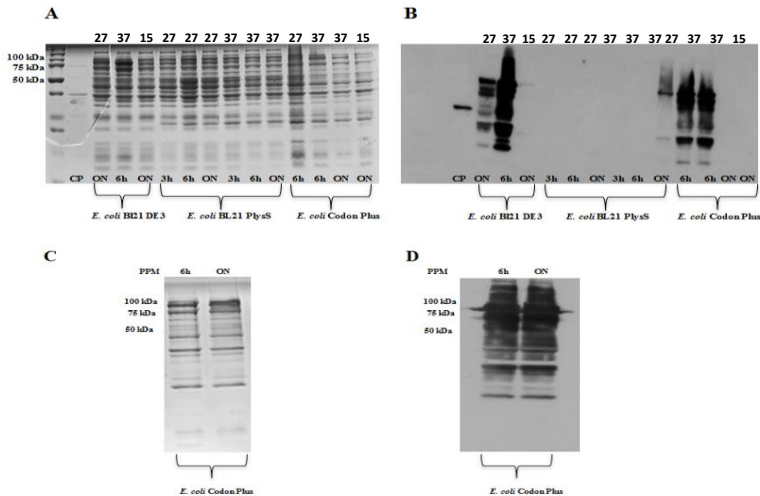 A
27 37 15 27 27 27 37 37 37 27 37 37 15
100 kDa
75 kDa
50 kDa
CP ON 6h ON 3h 6h ON 3h 6h ON 6h 6h ON ON
E. coli Bl21 DE3 E. coli BL21 PlysS E. coli Codon Plus
B
27 37 15 27 27 27 37 37 37 27 37 37 15
CP ON 6h ON 3h 6h ON 3h 6h ON 6h 6h ON ON
E. coli Bl21 DE3 E. coli BL21 PlysS E. coli Codon Plus
C
PPM 6h ON
100 kDa
75 kDa
50 kDa
E. coli Codon Plus
D
PPM 6h ON
100 kDa
75 kDa
50 kDa
E. coli Codon Plus